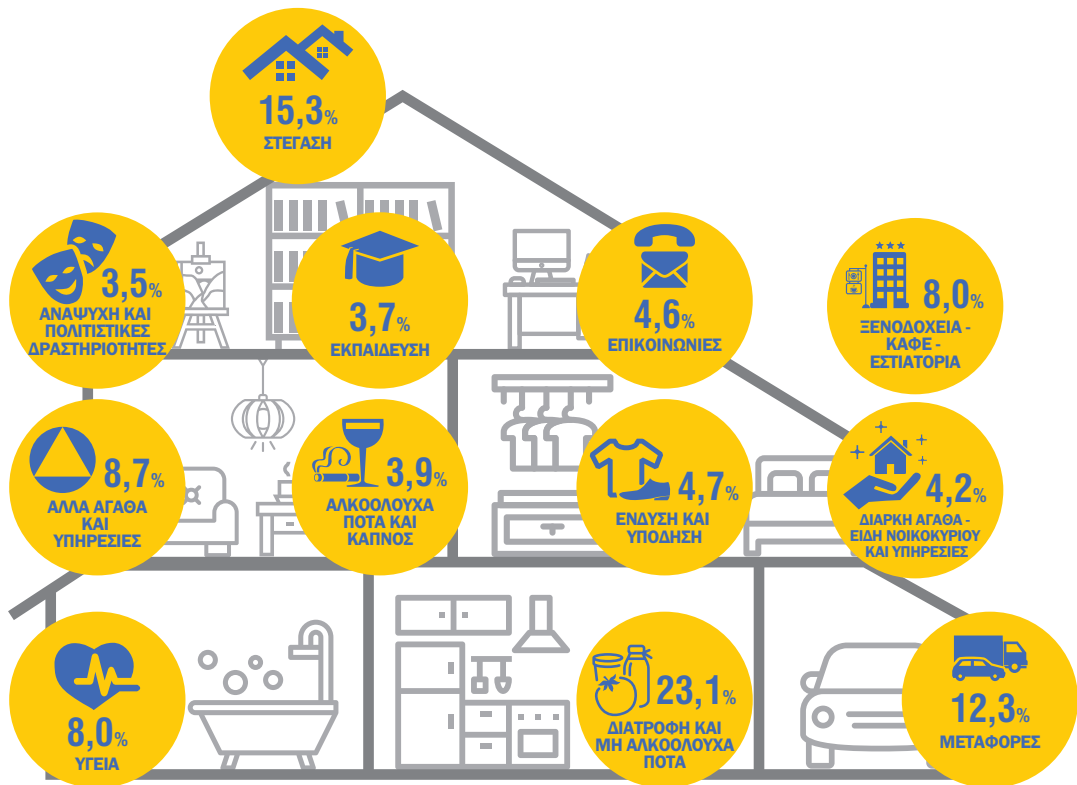 15,3%
ΣΤΕΓΑΣΗ
3,5%
ΑΝΑΨΥΧΗ ΚΑΙ
ΠΟΛΙΤΙΣΤΙΚΕΣ
ΔΡΑΣΤΗΡΙΟΤΗΤΕΣ
3,7%
ΕΚΠΑΙΔΕΥΣΗ
4,6%
ΕΠΙΚΟΙΝΩΝΙΕΣ
8,0%
ΞΕΝΟΔΟΧΕΙΑ -
ΚΑΦΕ -
ΕΣΤΙΑΤΟΡΙΑ
8,7%
ΑΛΛΑ ΑΓΑΘΑ
ΚΑΙ
ΥΠΗΡΕΣΙΕΣ
3,9%
ΑΛΚΟΟΛΟΥΧΑ
ΠΟΤΑ ΚΑΙ
ΚΑΠΝΟΣ
4,7%
ΕΝΔΥΣΗ ΚΑΙ
ΥΠΟΔΗΣΗ
4,2%
ΔΙΑΡΚΗ ΑΓΑΘΑ -
ΕΙΔΗ ΝΟΙΚΟΚΥΡΙΟΥ
ΚΑΙ ΥΠΗΡΕΣΙΕΣ
8,0%
ΥΓΕΙΑ
23,1%
ΔΙΑΤΡΟΦΗ ΚΑΙ
ΜΗ ΑΛΚΟΟΛΟΥΧΑ
ΠΟΤΑ
12,3%
ΜΕΤΑΦΟΡΕΣ